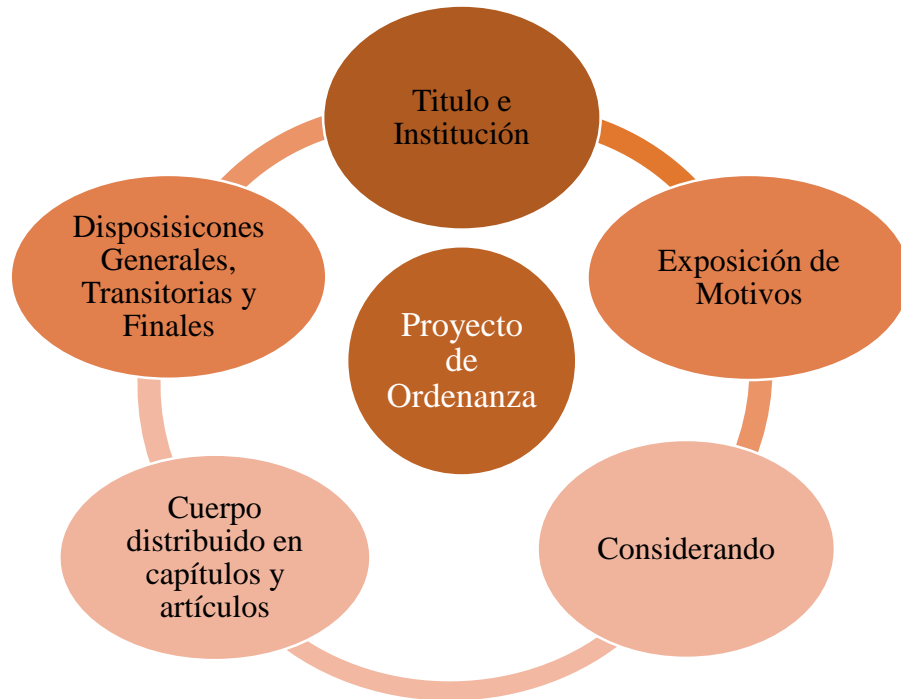 Titulo e
Institución
Exposición de
Motivos
Considerando
Cuerpo
distribuido en
capítulos y
artículos
Disposisicones
Generales,
Transitorias y
Finales
Proyecto
de
Ordenanza